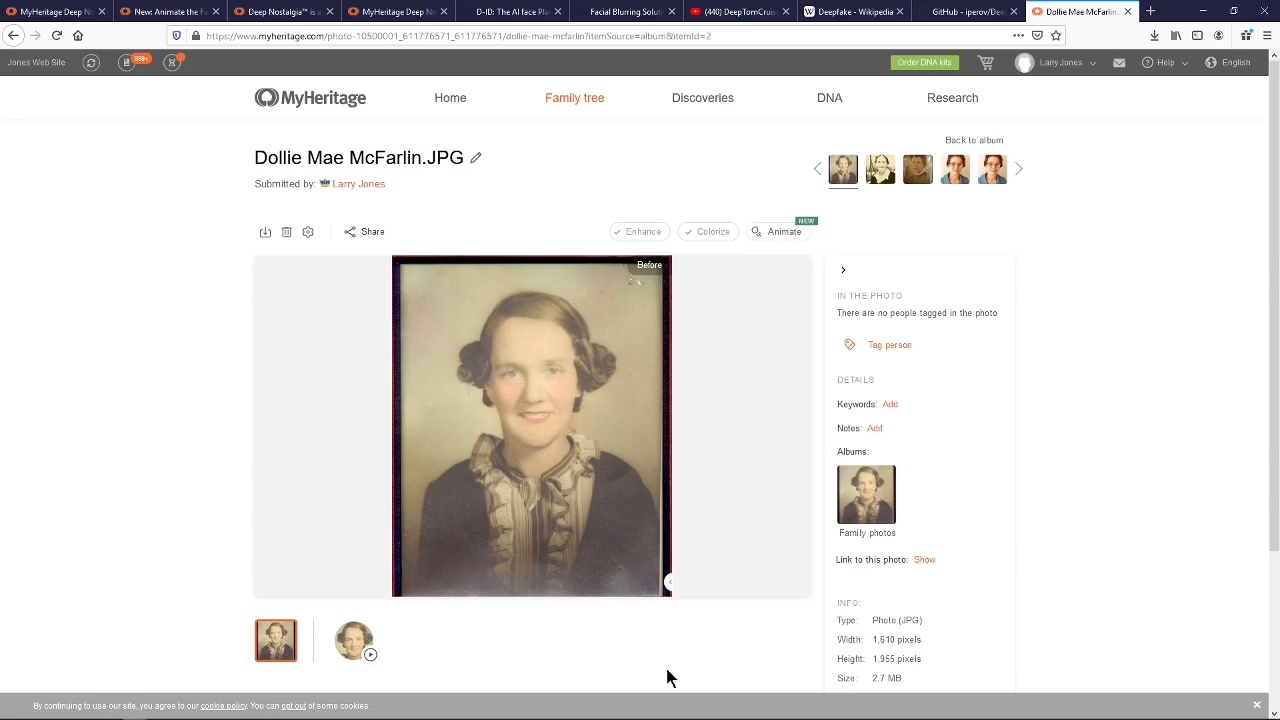 MyHeritage Deep No
New: Animate the Fa
Deep Nostalgia™ is a
MyHeritage Deep No
D-ID: The AI face Pla
Facial Blurring Soluti
(440) DeepTomCruise
Deepfake - Wikipedia
GitHub - iperov/Dee
Dollie Mae McFarlin.
https://www.myheritage.com/photo-10500001_611776571_611776571/dollie-mae-mcfarlin?itemSource=album&itemId=2
Jones Web Site
999+
Order DNA kits
Larry Jones
Help
English
MyHeritage
Home
Family tree
Discoveries
DNA
Research
Back to album
Dollie Mae McFarlin.JPG
Submitted by: Larry Jones
Share
Enhance
Colorize
Animate
NEW
Before
IN THE PHOTO
There are no people tagged in the photo
Tag person
DETAILS
Keywords: Add
Notes: Add
Albums:
Family photos
Link to this photo: Show
INFO:
Type: Photo (JPG)
Width: 1,610 pixels
Height: 1,955 pixels
Size: 2.7 MB
By continuing to use our site, you agree to our cookie policy. You can opt out of some cookies.